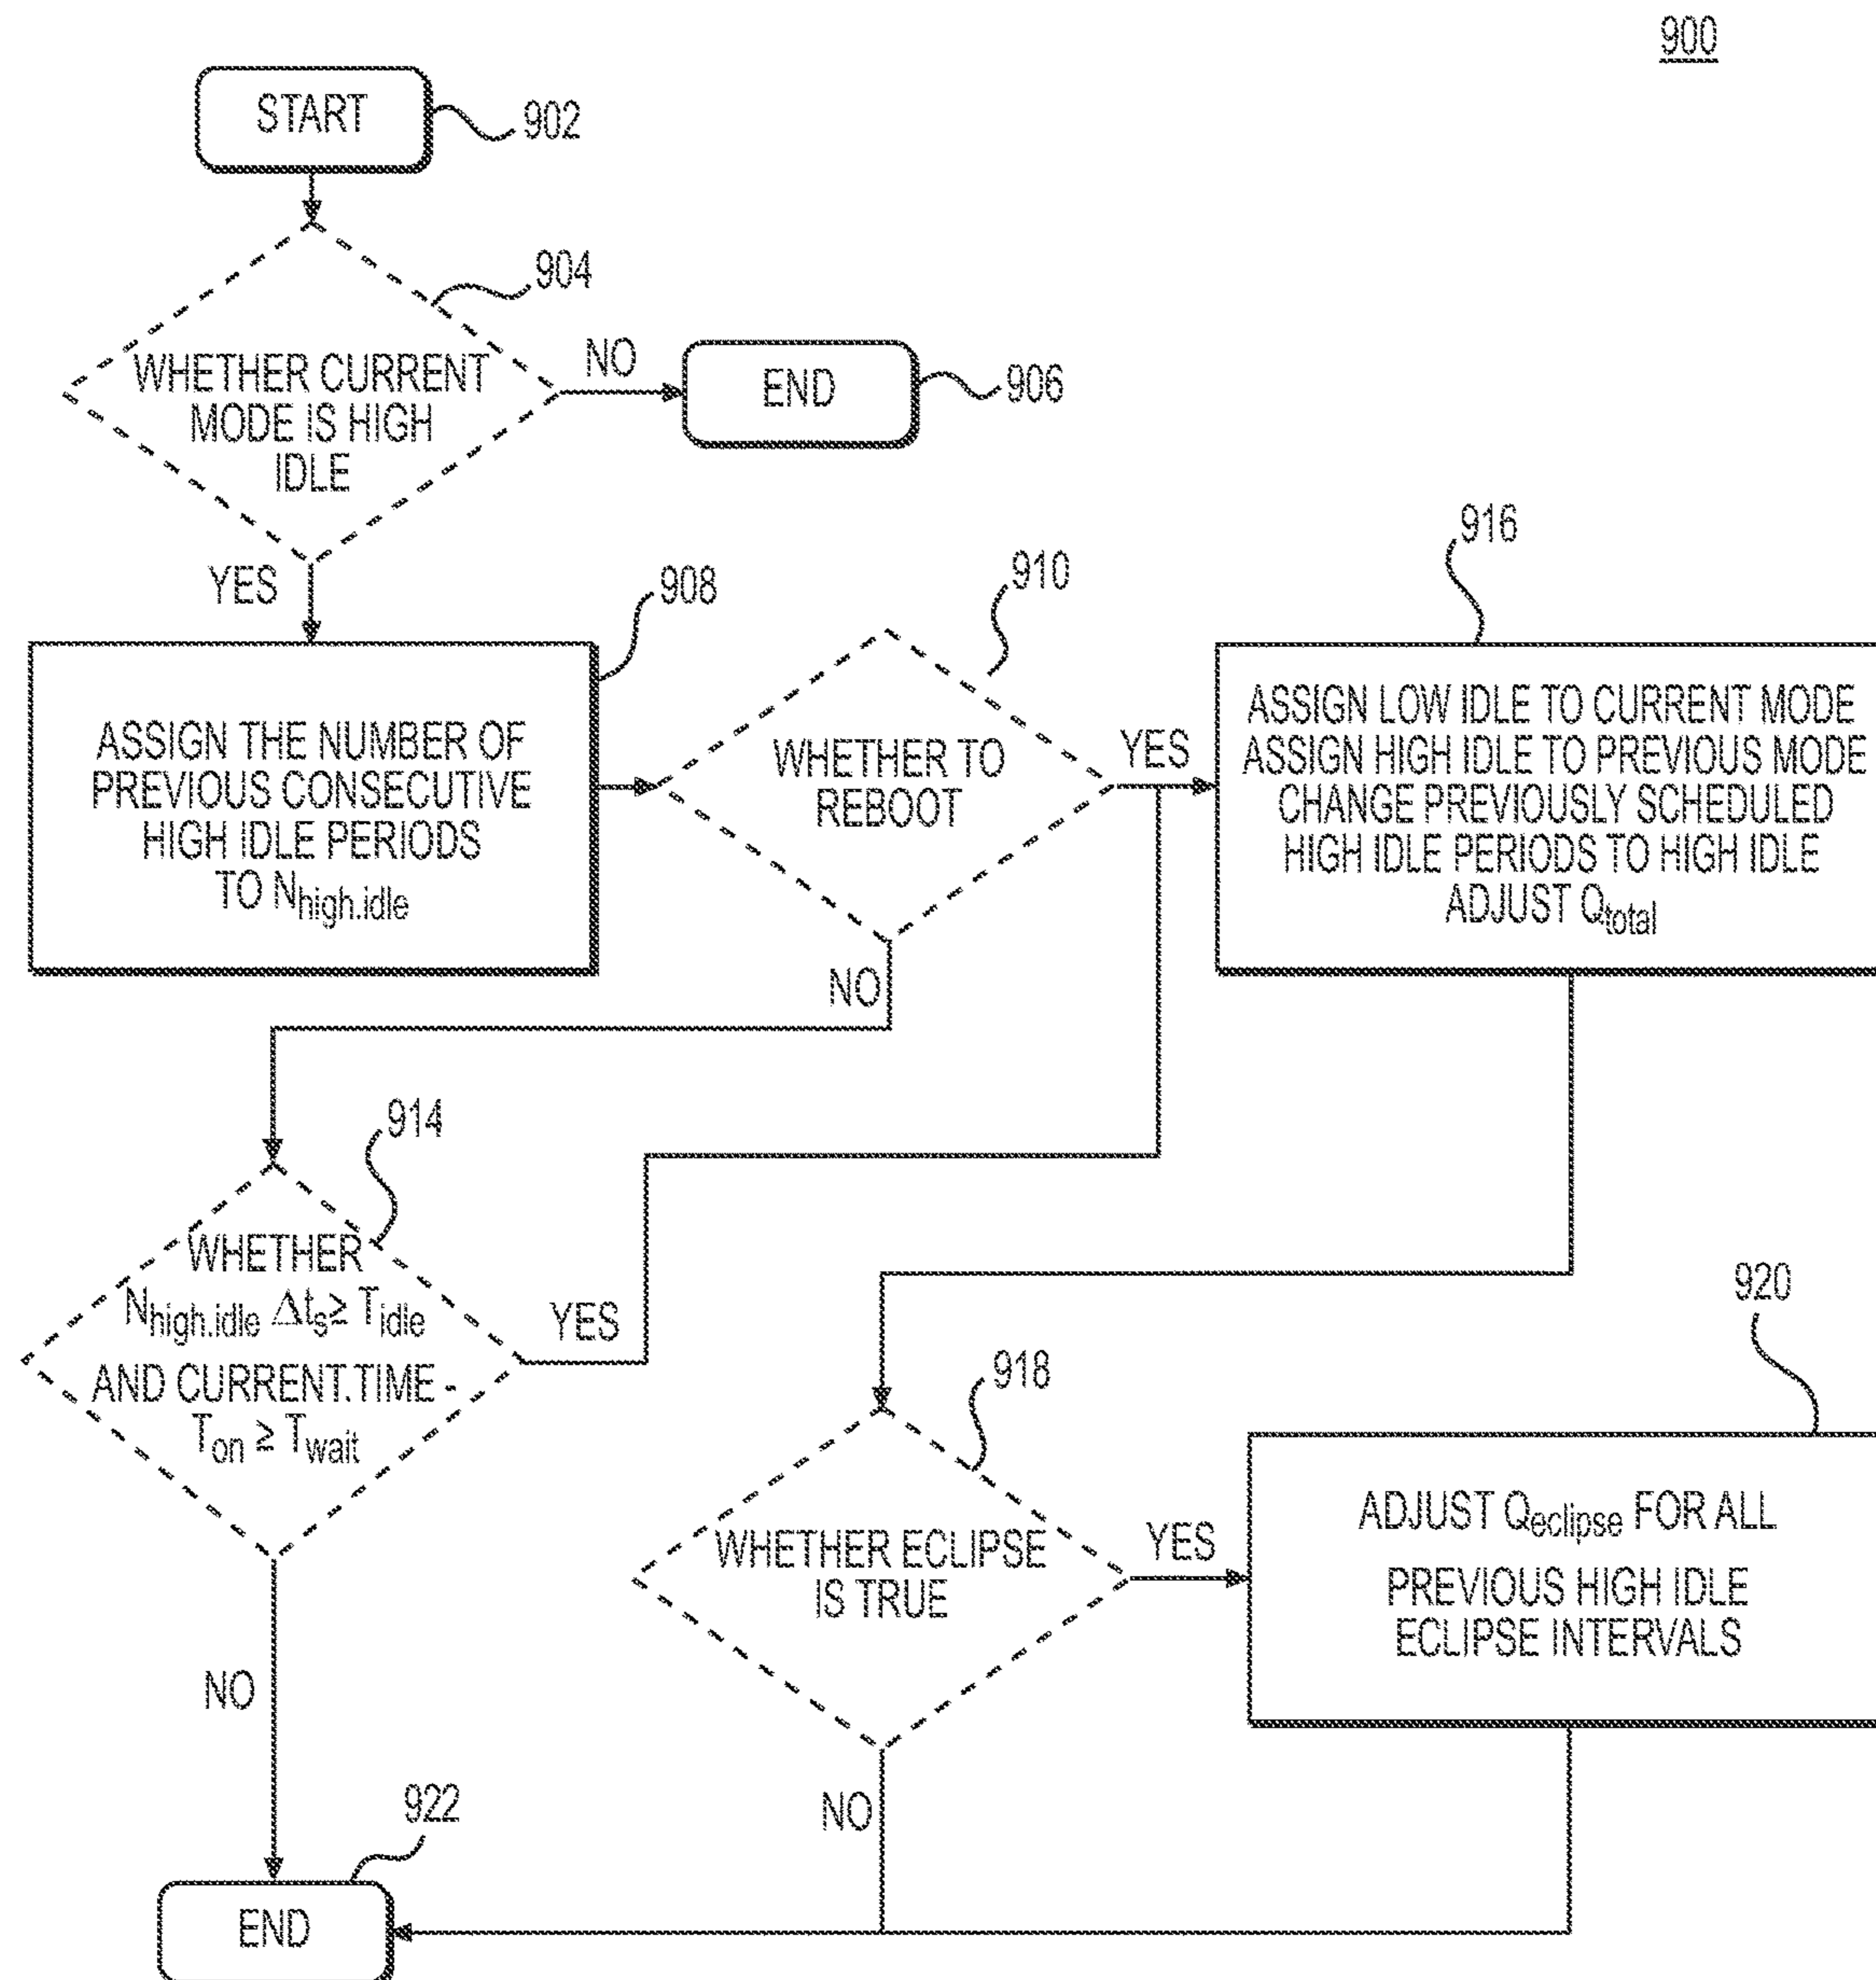 900
START
902
904
WHETHER CURRENT
MODE IS HIGH
IDLE
NO
END
906
YES
908
ASSIGN THE NUMBER OF
PREVIOUS CONSECUTIVE
HIGH IDLE PERIODS
TO Nhigh.idle
910
WHETHER TO
REBOOT
YES
NO
916
ASSIGN LOW IDLE TO CURRENT MODE
ASSIGN HIGH IDLE TO PREVIOUS MODE
CHANGE PREVIOUSLY SCHEDULED
HIGH IDLE PERIODS TO HIGH IDLE
ADJUST Qtotal
914
WHETHER
Nhigh.idle Δts ≥ Tidle
AND CURRENT.TIME -
Ton ≥ Twait
YES
NO
918
WHETHER ECLIPSE
IS TRUE
YES
NO
920
ADJUST Qeclipse FOR ALL
PREVIOUS HIGH IDLE
ECLIPSE INTERVALS
922
END